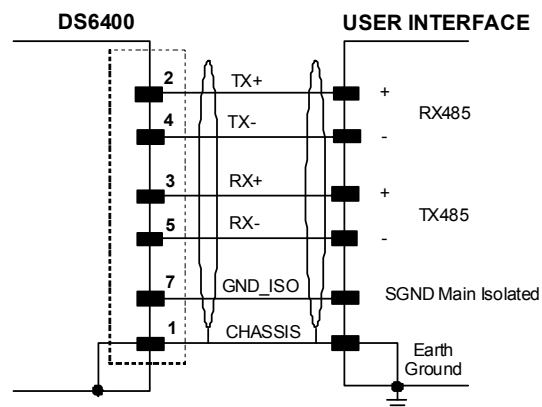 DS6400
USER INTERFACE
2
TX+
+
RX485
4
TX-
-
3
RX+
+
TX485
5
RX-
-
7
GND_ISO
SGND Main Isolated
1
CHASSIS
Earth
Ground